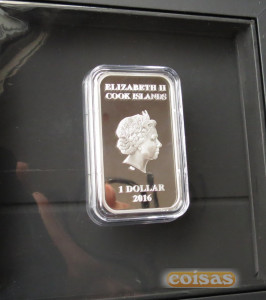 ELIZABETH II
COOK ISLANDS
1 DOLLAR
2016
coisas